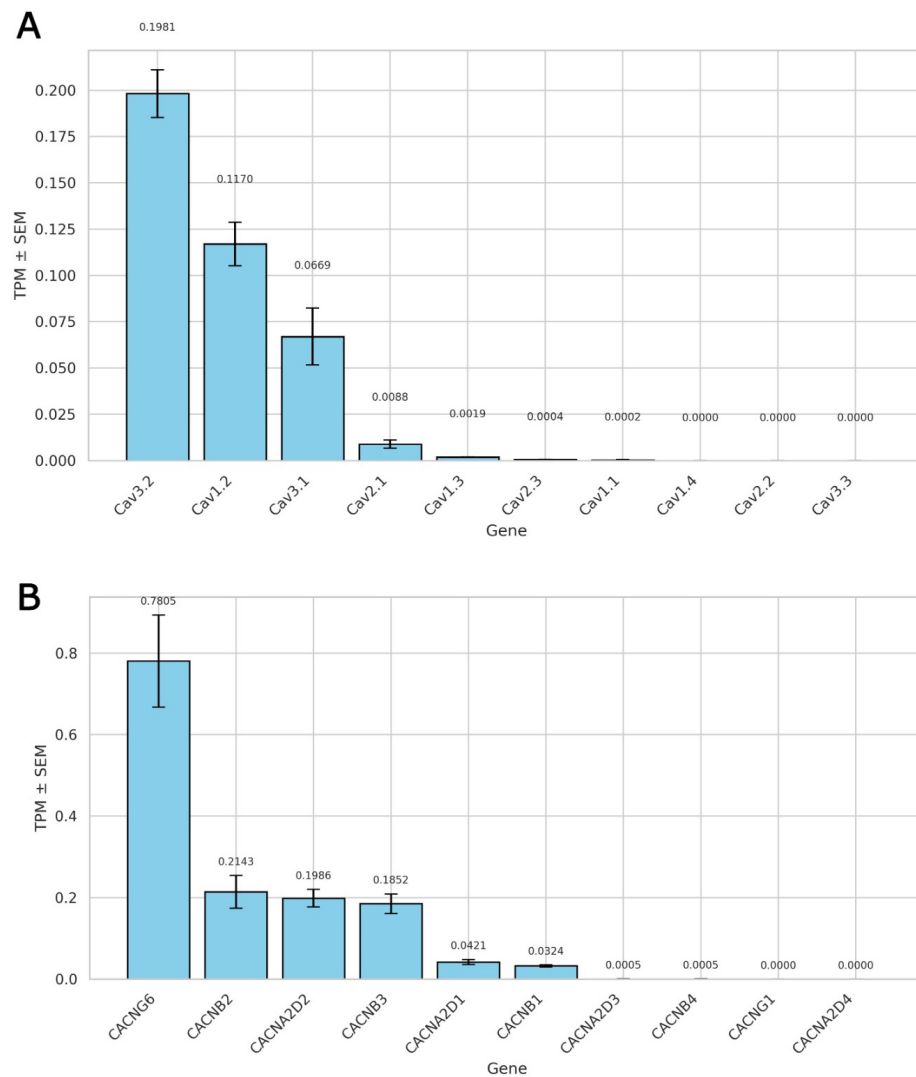 A
0.1981
0.200
0.175
0.1170
0.150
0.125
0.0669
0.100
0.075
0.0088
0.050
0.0019
0.0004
0.0002
0.0000
0.0000
0.0000
0.025
0.000
TPM ± SEM
Cav3.2
Cav1.2
Cav3.1
Cav2.1
Cav1.3
Cav2.3
Cav1.1
Cav1.4
Cav2.2
Cav3.3
Gene
B
0.7805
0.8
0.6
0.4
0.2143
0.1986
0.1852
0.2
0.0421
0.0324
0.0005
0.0005
0.0000
0.0000
0.0
TPM ± SEM
CACNG6
CACNB2
CACNA2D2
CACNB3
CACNA2D1
CACNB1
CACNA2D3
CACNB4
CACNG1
CACNA2D4
Gene